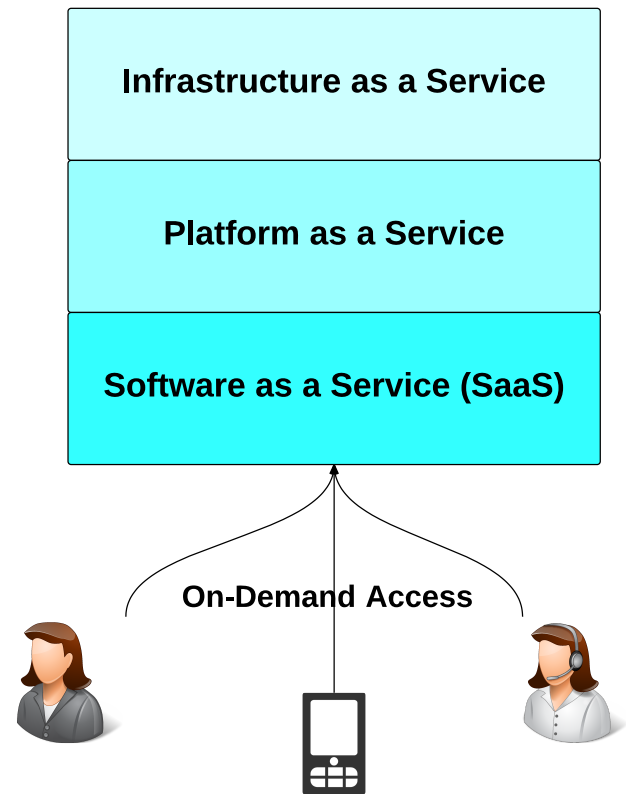 Infrastructure as a Service
Platform as a Service
Software as a Service (SaaS)
On-Demand Access